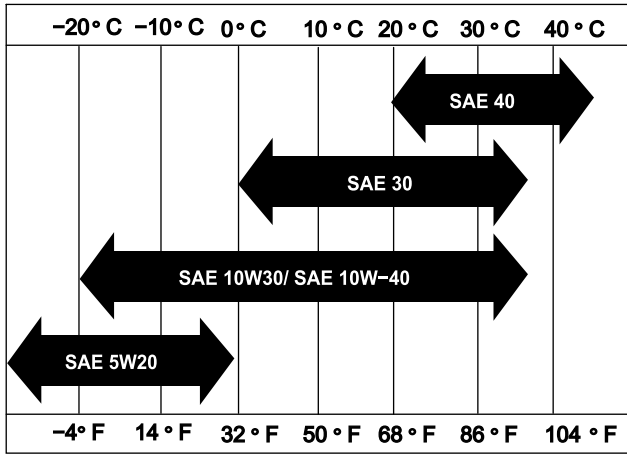 −20° C −10° C 0° C 10° C 20° C 30° C 40° C
SAE 40
SAE 30
SAE 10W30/ SAE 10W−40
SAE 5W20
−4° F 14° F 32° F 50° F 68° F 86° F 104° F